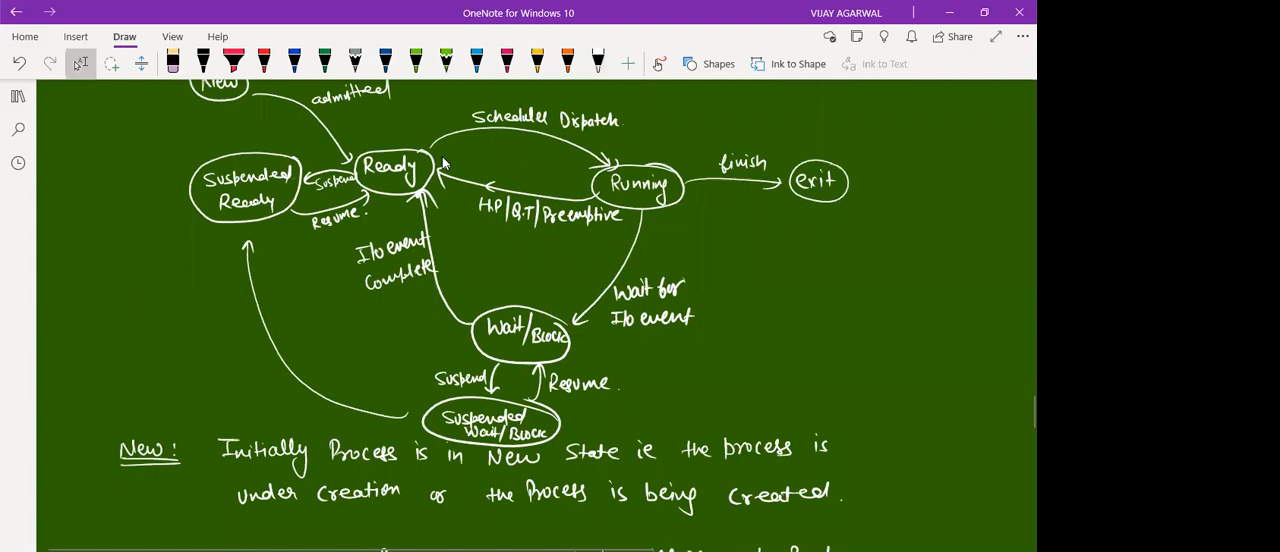 OneNote for Windows 10
VIJAY AGARWAL
Home
Insert
Draw
View
Help
Share
Shapes
Ink to Shape
Ink to Text
New
admitted
Scheduler Dispatch
Suspended
Ready
Suspend
Resume.
Ready
H.P/Q.T/Preemptive
Running
finish
exit
I/o event
Complete
Wait for
I/o event
Wait/Block
Suspend
Resume.
Suspended
Wait/Block
New: Initially Process is in New State ie the process is
under creation or the Process is being created.